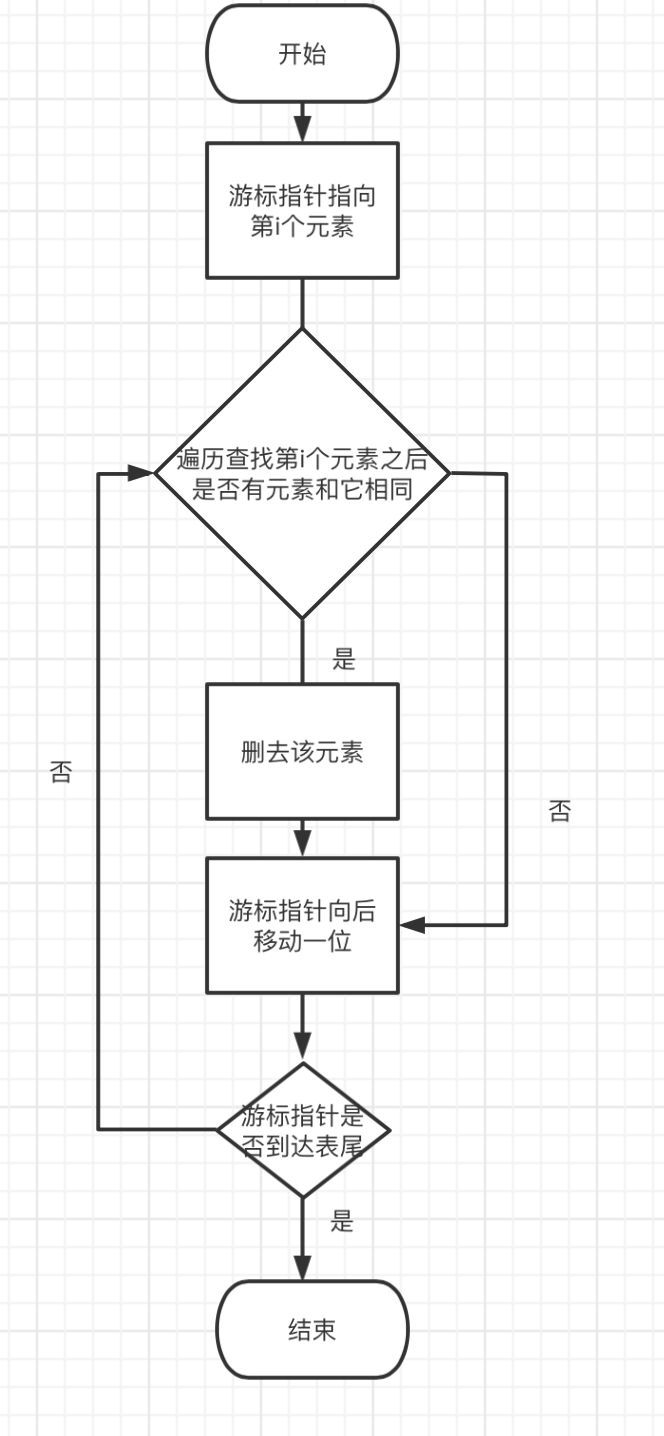 开始
游标指针指向
第i个元素
遍历查找第i个元素之后
是否有元素和它相同
是
删去该元素
否
否
游标指针向后
移动一位
游标指针是
否到达表尾
是
结束